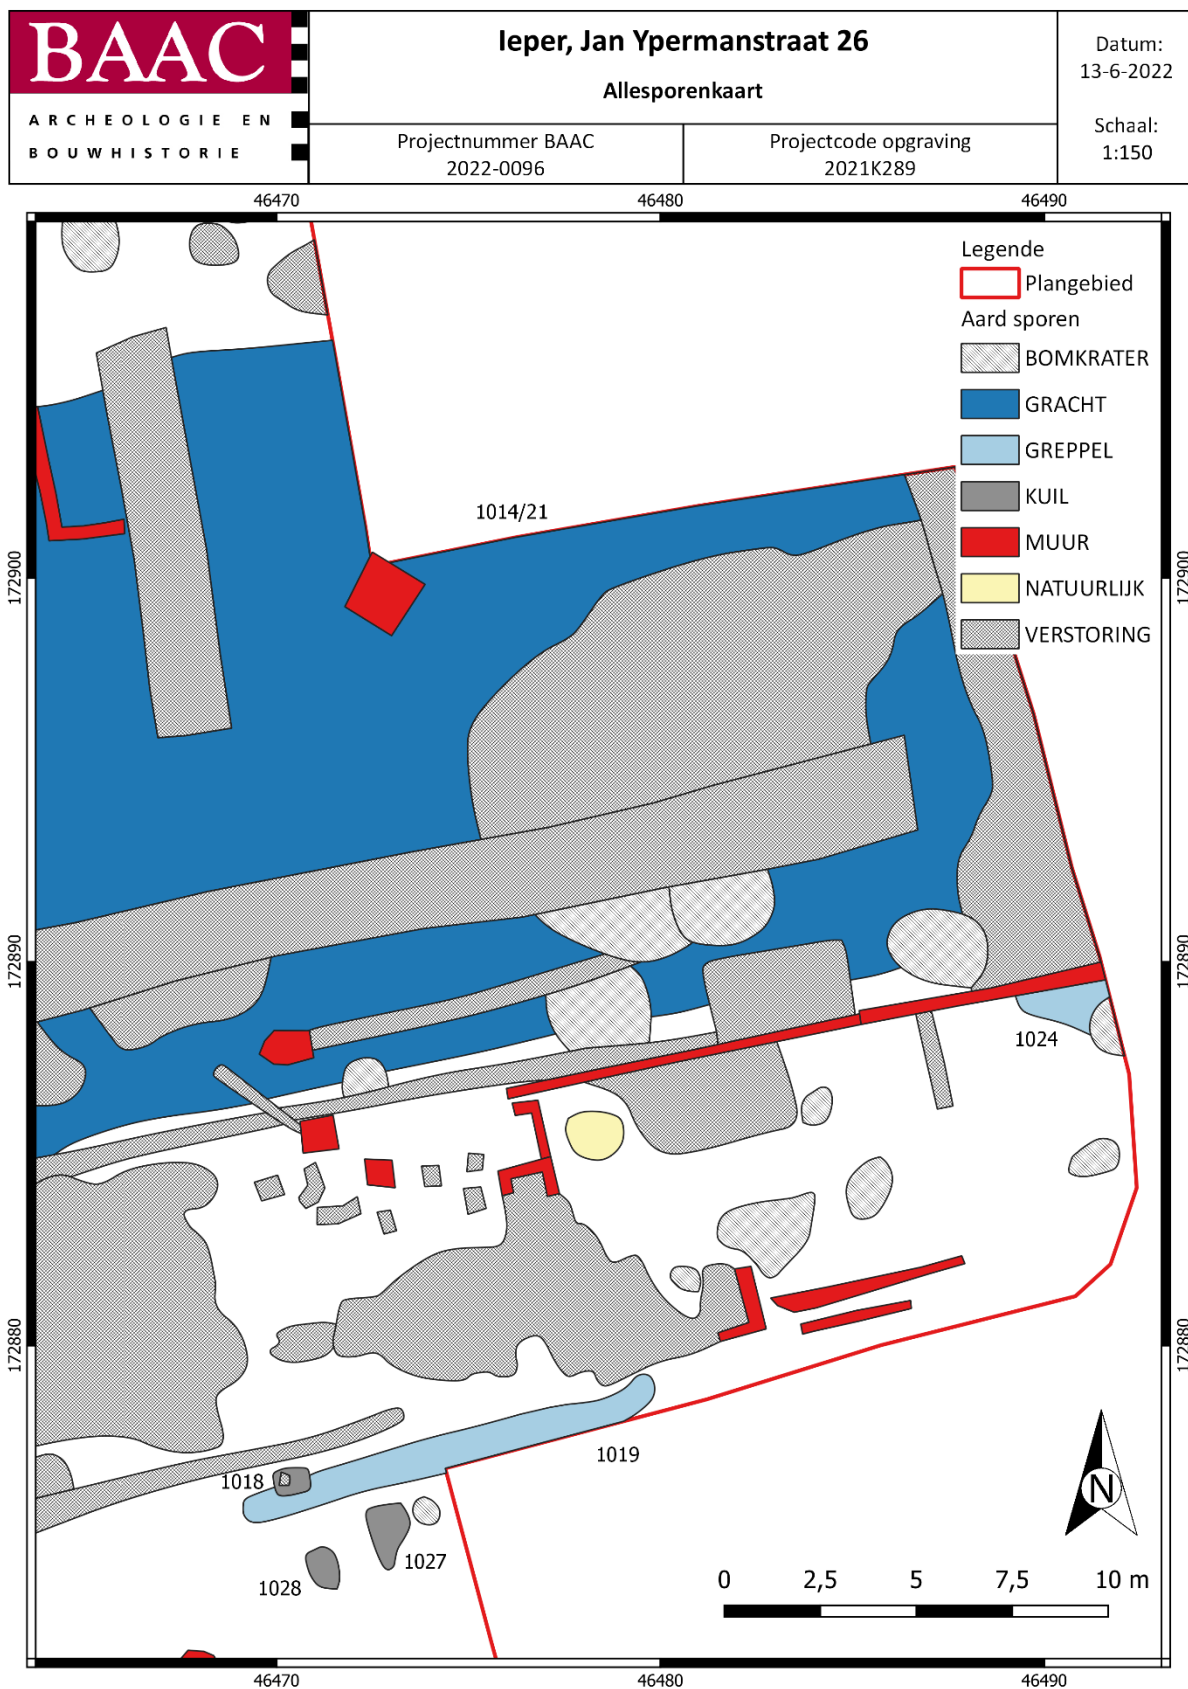 BAAC
ARCHEOLOGIE EN
BOUWHISTORIE
Ieper, Jan Ypermanstraat 26
Allesporenkaart
Projectnummer BAAC
2022-0096
Projectcode opgraving
2021K289
Datum:
13-6-2022
Schaal:
1:150
46470
46480
46490
Legende
Plangebied
Aard sporen
BOMKRATER
GRACHT
GREPPEL
KUIL
MUUR
NATUURLIJK
VERSTORING
1014/21
172900
172900
172890
172890
1024
172880
172880
1019
1018
1027
1028
N
0 2,5 5 7,5 10 m
46470
46480
46490